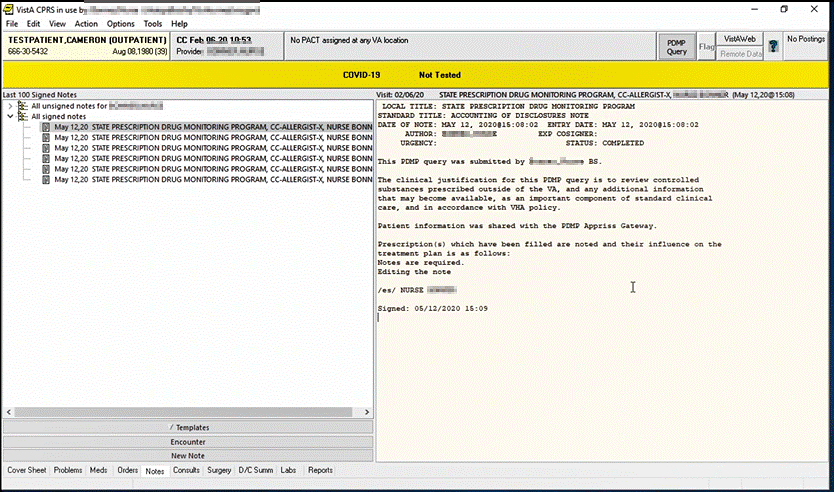 VistA CPRS in use by:
File Edit View Action Options Tools Help
TESTPATIENT,CAMERON (OUTPATIENT)
666-30-5432 Aug 08,1980 (39)
CC Feb 06,20 10:53
Provider:
No PACT assigned at any VA location
PDMP
Query
Flag
VistAWeb
Remote Data
No Postings
COVID-19 Not Tested
Last 100 Signed Notes
All unsigned notes for
All signed notes
May 12,20 STATE PRESCRIPTION DRUG MONITORING PROGRAM, CC-ALLERGIST-X, NURSE BONN
May 12,20 STATE PRESCRIPTION DRUG MONITORING PROGRAM, CC-ALLERGIST-X, NURSE BONN
May 12,20 STATE PRESCRIPTION DRUG MONITORING PROGRAM, CC-ALLERGIST-X, NURSE BONN
May 12,20 STATE PRESCRIPTION DRUG MONITORING PROGRAM, CC-ALLERGIST-X, NURSE BONN
May 12,20 STATE PRESCRIPTION DRUG MONITORING PROGRAM, CC-ALLERGIST-X, NURSE BONN
May 12,20 STATE PRESCRIPTION DRUG MONITORING PROGRAM, CC-ALLERGIST-X, NURSE BONN
/ Templates
Encounter
New Note
Visit: 02/06/20 STATE PRESCRIPTION DRUG MONITORING PROGRAM, CC-ALLERGIST-X, (May 12,20@15:08)
LOCAL TITLE: STATE PRESCRIPTION DRUG MONITORING PROGRAM
STANDARD TITLE: ACCOUNTING OF DISCLOSURES NOTE
DATE OF NOTE: MAY 12, 2020@15:08:02 ENTRY DATE: MAY 12, 2020@15:08:02
AUTHOR: EXP COSIGNER:
URGENCY: STATUS: COMPLETED
This PDMP query was submitted by BS.
The clinical justification for this PDMP query is to review controlled
substances prescribed outside of the VA, and any additional information
that may become available, as an important component of standard clinical
care, and in accordance with VHA policy.
Patient information was shared with the PDMP Appriss Gateway.
Prescription(s) which have been filled are noted and their influence on the
treatment plan is as follows:
Notes are required.
Editing the note
/es/ NURSE
Signed: 05/12/2020 15:09
Cover Sheet Problems Meds Orders Notes Consults Surgery D/C Summ Labs Reports